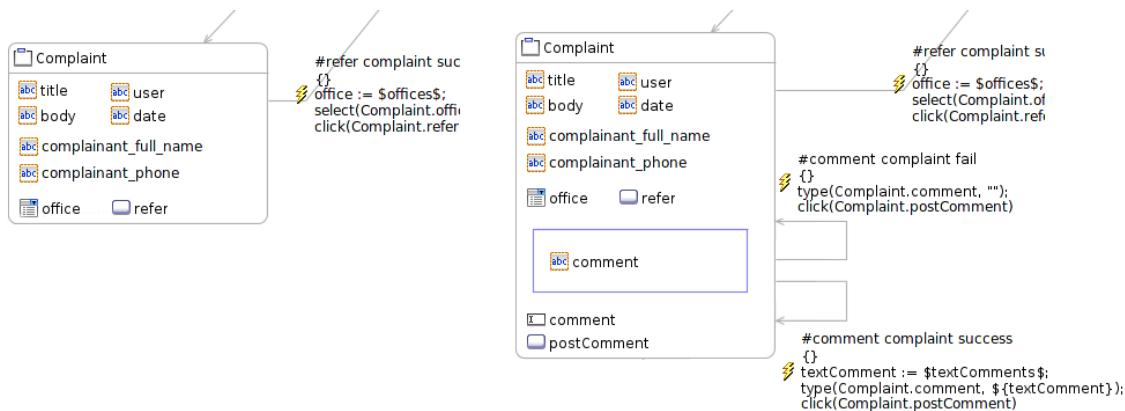 Complaint
title
user
body
date
complainant_full_name
complainant_phone
office
refer
#refer complaint suc
{}
office := $offices$;
select(Complaint.offic
click(Complaint.refer
Complaint
title
user
body
date
complainant_full_name
complainant_phone
office
refer
comment
comment
postComment
#refer complaint su
{}
office := $offices$;
select(Complaint.of
click(Complaint.refe
#comment complaint fail
{}
type(Complaint.comment, "");
click(Complaint.postComment)
#comment complaint success
{}
textComment := $textComments$;
type(Complaint.comment, ${textComment});
click(Complaint.postComment)